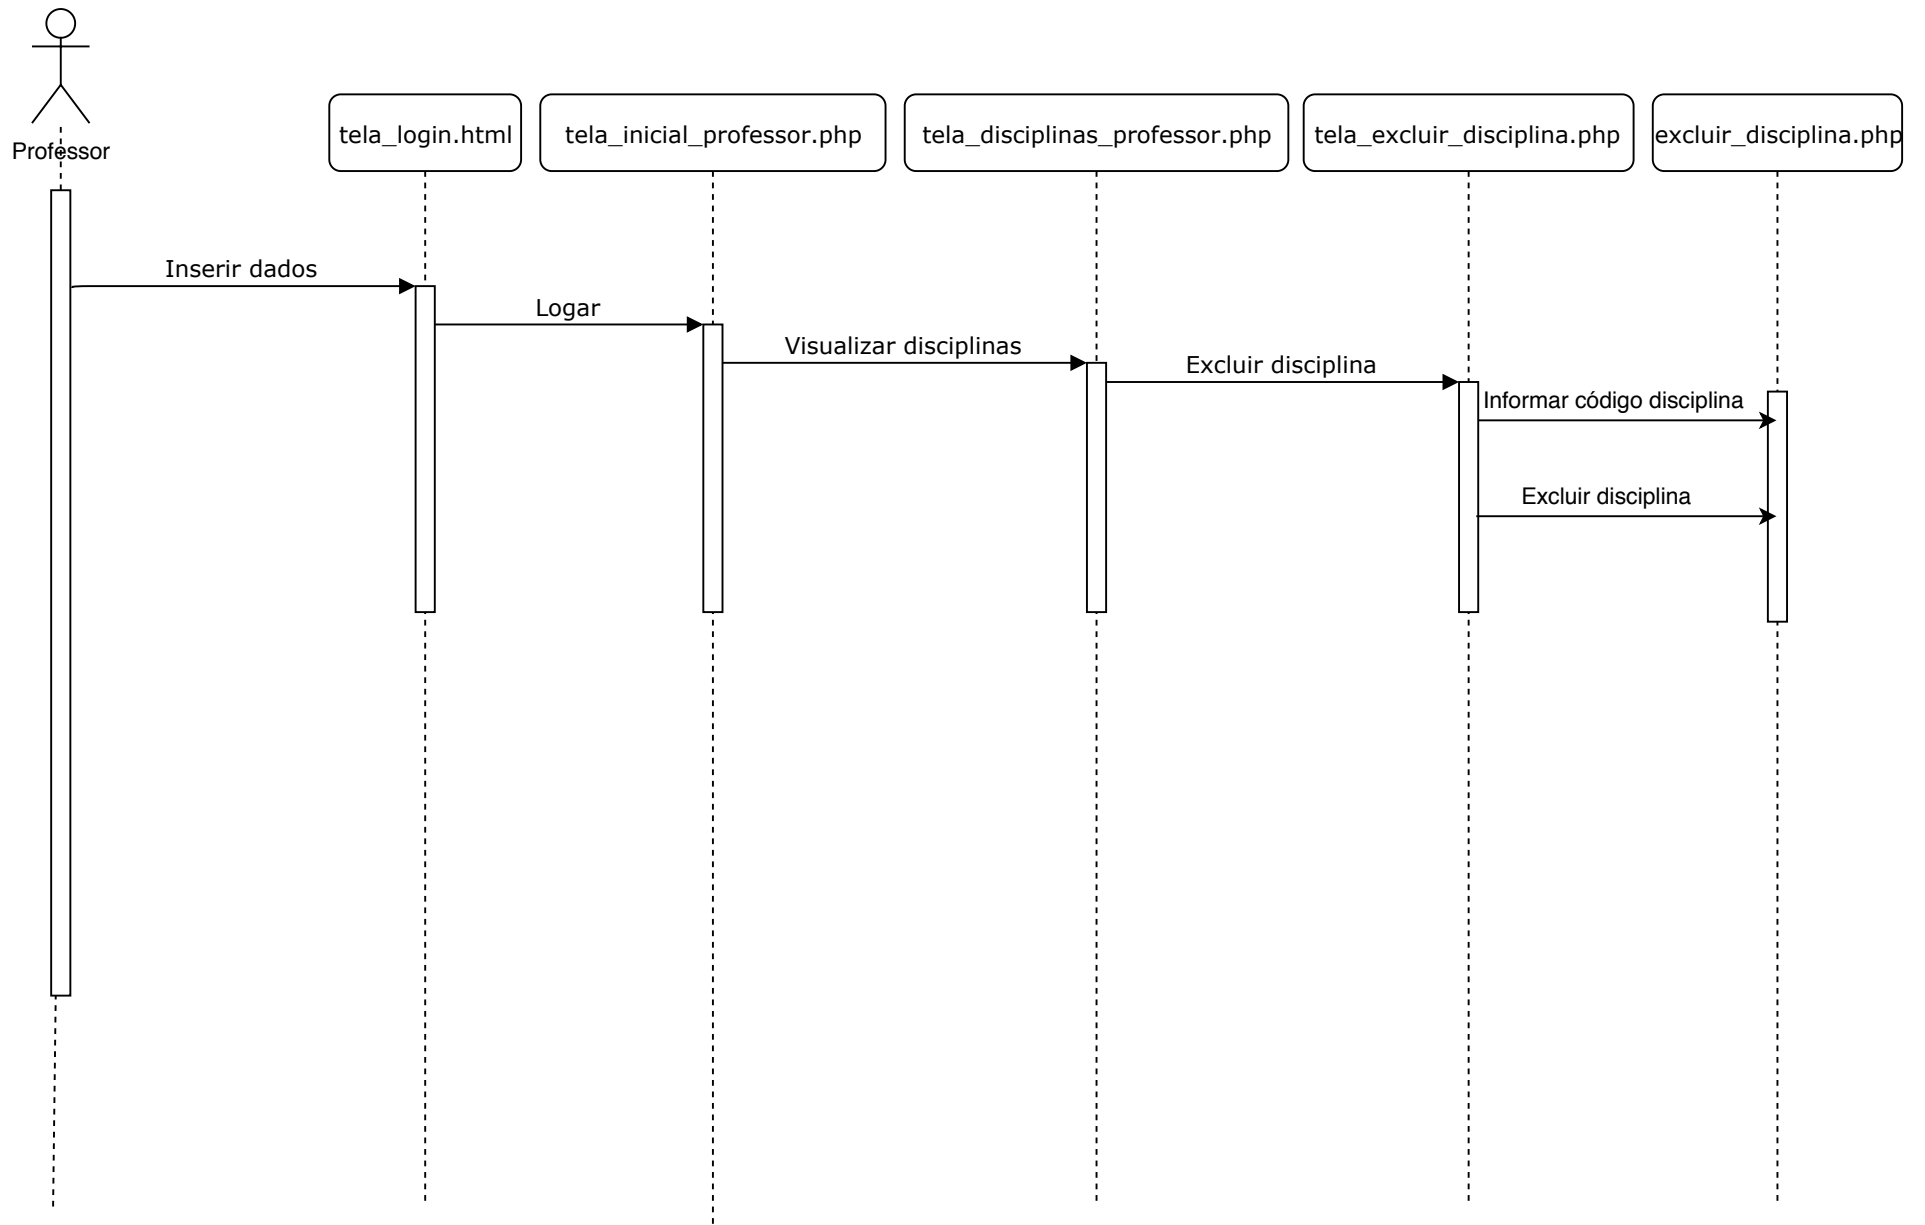 Professor
tela_login.html
tela_inicial_professor.php
tela_disciplinas_professor.php
tela_excluir_disciplina.php
excluir_disciplina.php
Inserir dados
Logar
Visualizar disciplinas
Excluir disciplina
Informar código disciplina
Excluir disciplina